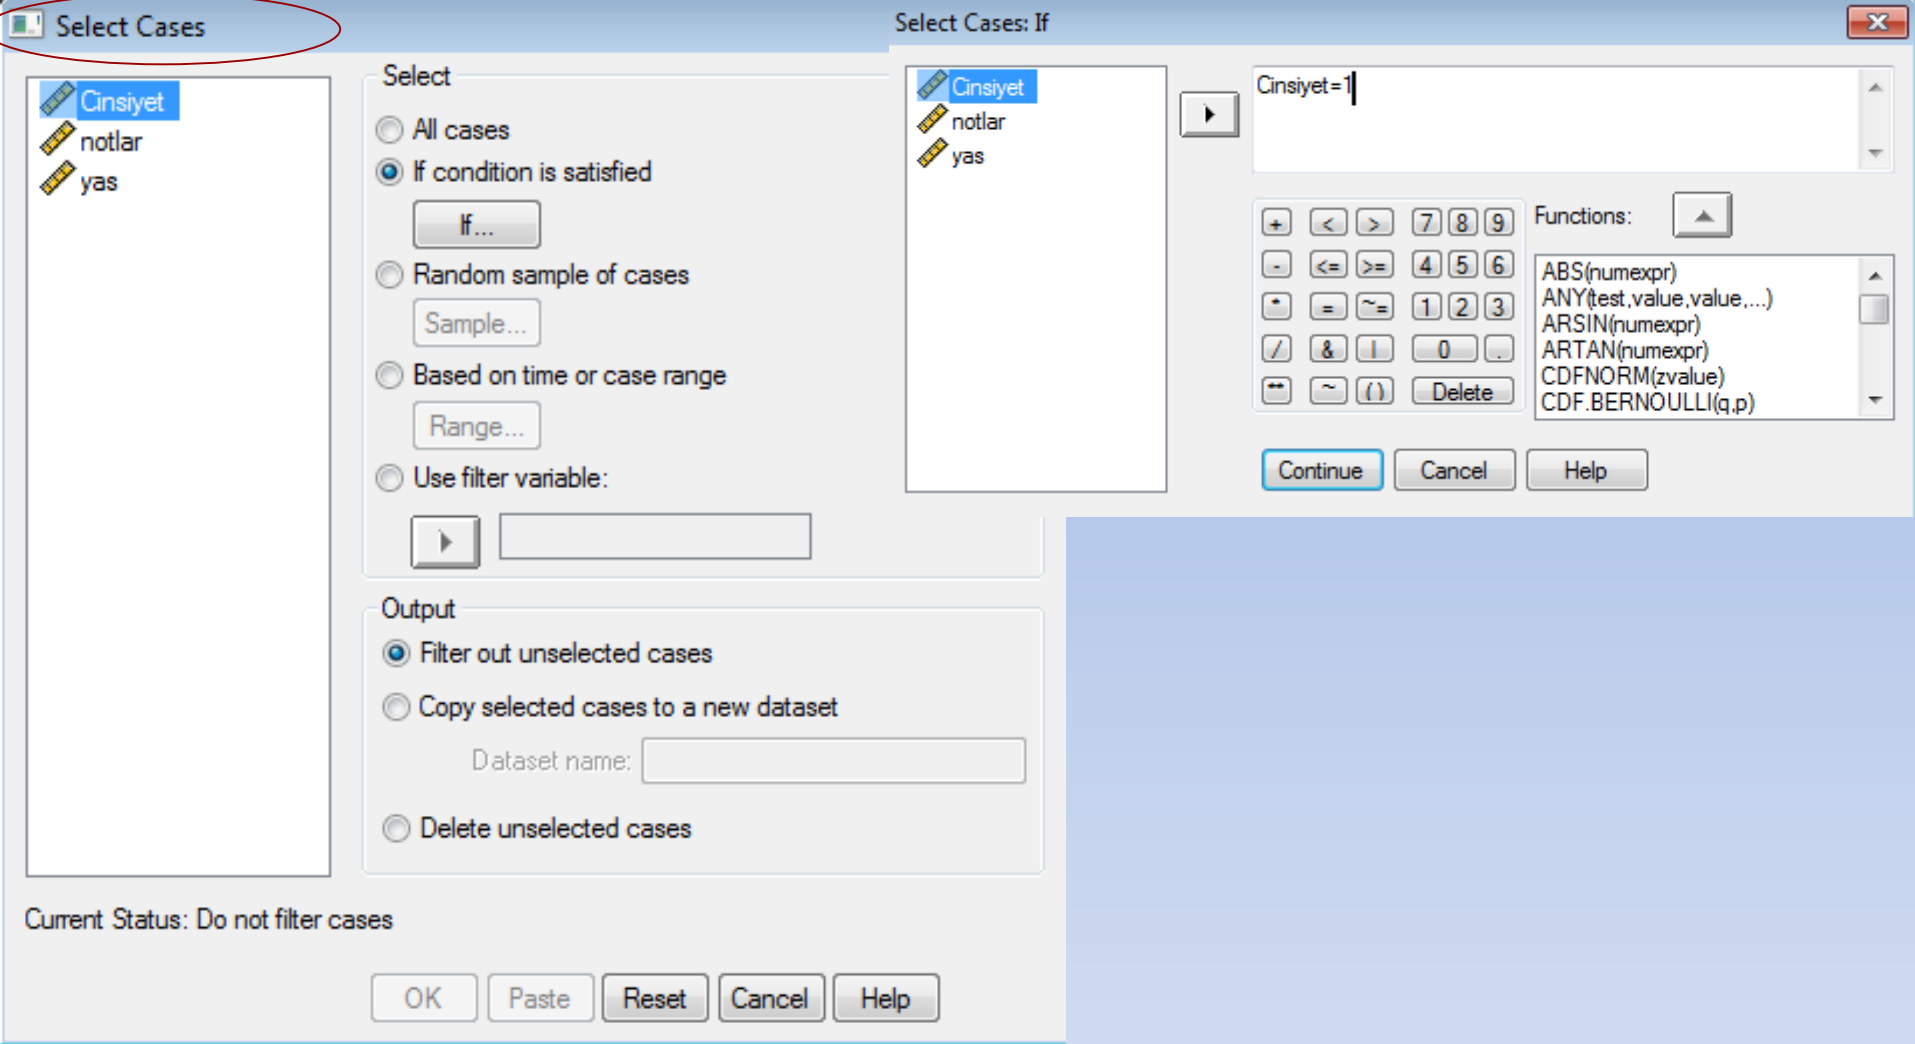 Select Cases
Cinsiyet
notlar
yas
Select
All cases
If condition is satisfied
If...
Random sample of cases
Sample...
Based on time or case range
Range...
Use filter variable:
Output
Filter out unselected cases
Copy selected cases to a new dataset
Dataset name:
Delete unselected cases
Current Status: Do not filter cases
OK Paste Reset Cancel Help
Select Cases: If
Cinsiyet
notlar
yas
Cinsiyet=1
+ < > 7 8 9
- <= >= 4 5 6
* = ~= 1 2 3
/ & | 0 .
** ~ () Delete
Functions:
ABS(numexpr)
ANY(test,value,value,...)
ARSIN(numexpr)
ARTAN(numexpr)
CDFNORM(zvalue)
CDF.BERNOULLI(q,p)
Continue Cancel Help